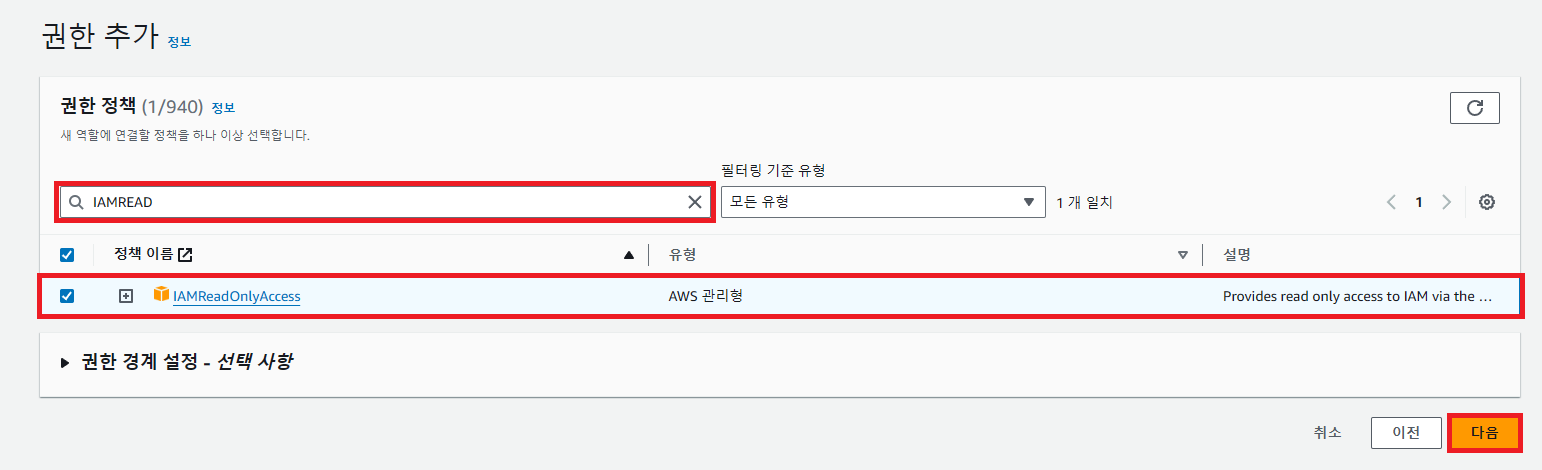 권한 추가 정보
권한 정책 (1/940) 정보
새 역할에 연결할 정책을 하나 이상 선택합니다.
필터링 기준 유형
IAMREAD 모든 유형 1 개 일치 1
정책 이름 유형 설명
IAMReadOnlyAccess AWS 관리형 Provides read only access to IAM via the ...
권한 경계 설정 - 선택 사항
취소 이전 다음